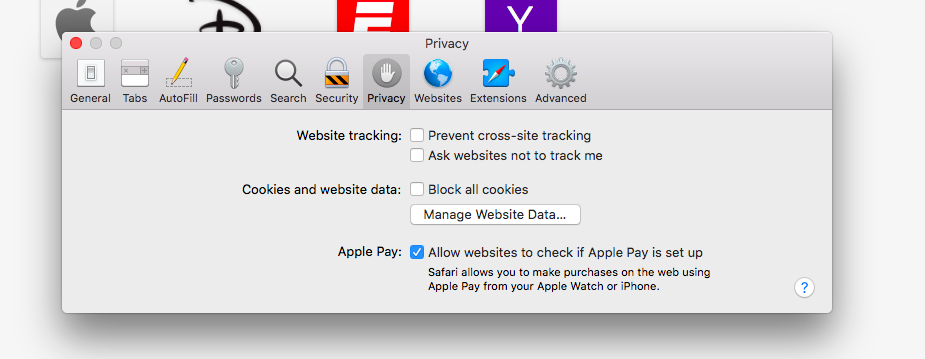 Y
Privacy
General Tabs AutoFill Passwords Search Security Privacy Websites Extensions Advanced
Website tracking: Prevent cross-site tracking
Ask websites not to track me
Cookies and website data: Block all cookies
Manage Website Data...
Apple Pay: Allow websites to check if Apple Pay is set up
Safari allows you to make purchases on the web using
Apple Pay from your Apple Watch or iPhone.
?